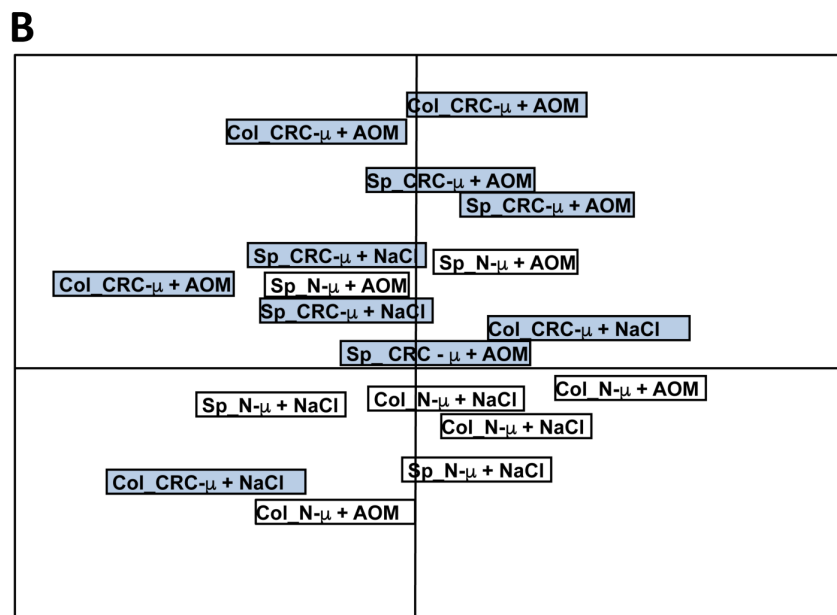 B
Col_CRC-μ + AOM
Col_CRC-μ + AOM
Sp_CRC-μ + AOM
Sp_CRC-μ + AOM
Sp_CRC-μ + NaCl
Sp_N-μ + AOM
Col_CRC-μ + AOM
Sp_N-μ + AOM
Sp_CRC-μ + NaCl
Col_CRC-μ + NaCl
Sp_CRC - μ + AOM
Col_N-μ + AOM
Sp_N-μ + NaCl
Col_N-μ + NaCl
Col_N-μ + NaCl
Sp_N-μ + NaCl
Col_CRC-μ + NaCl
Col_N-μ + AOM